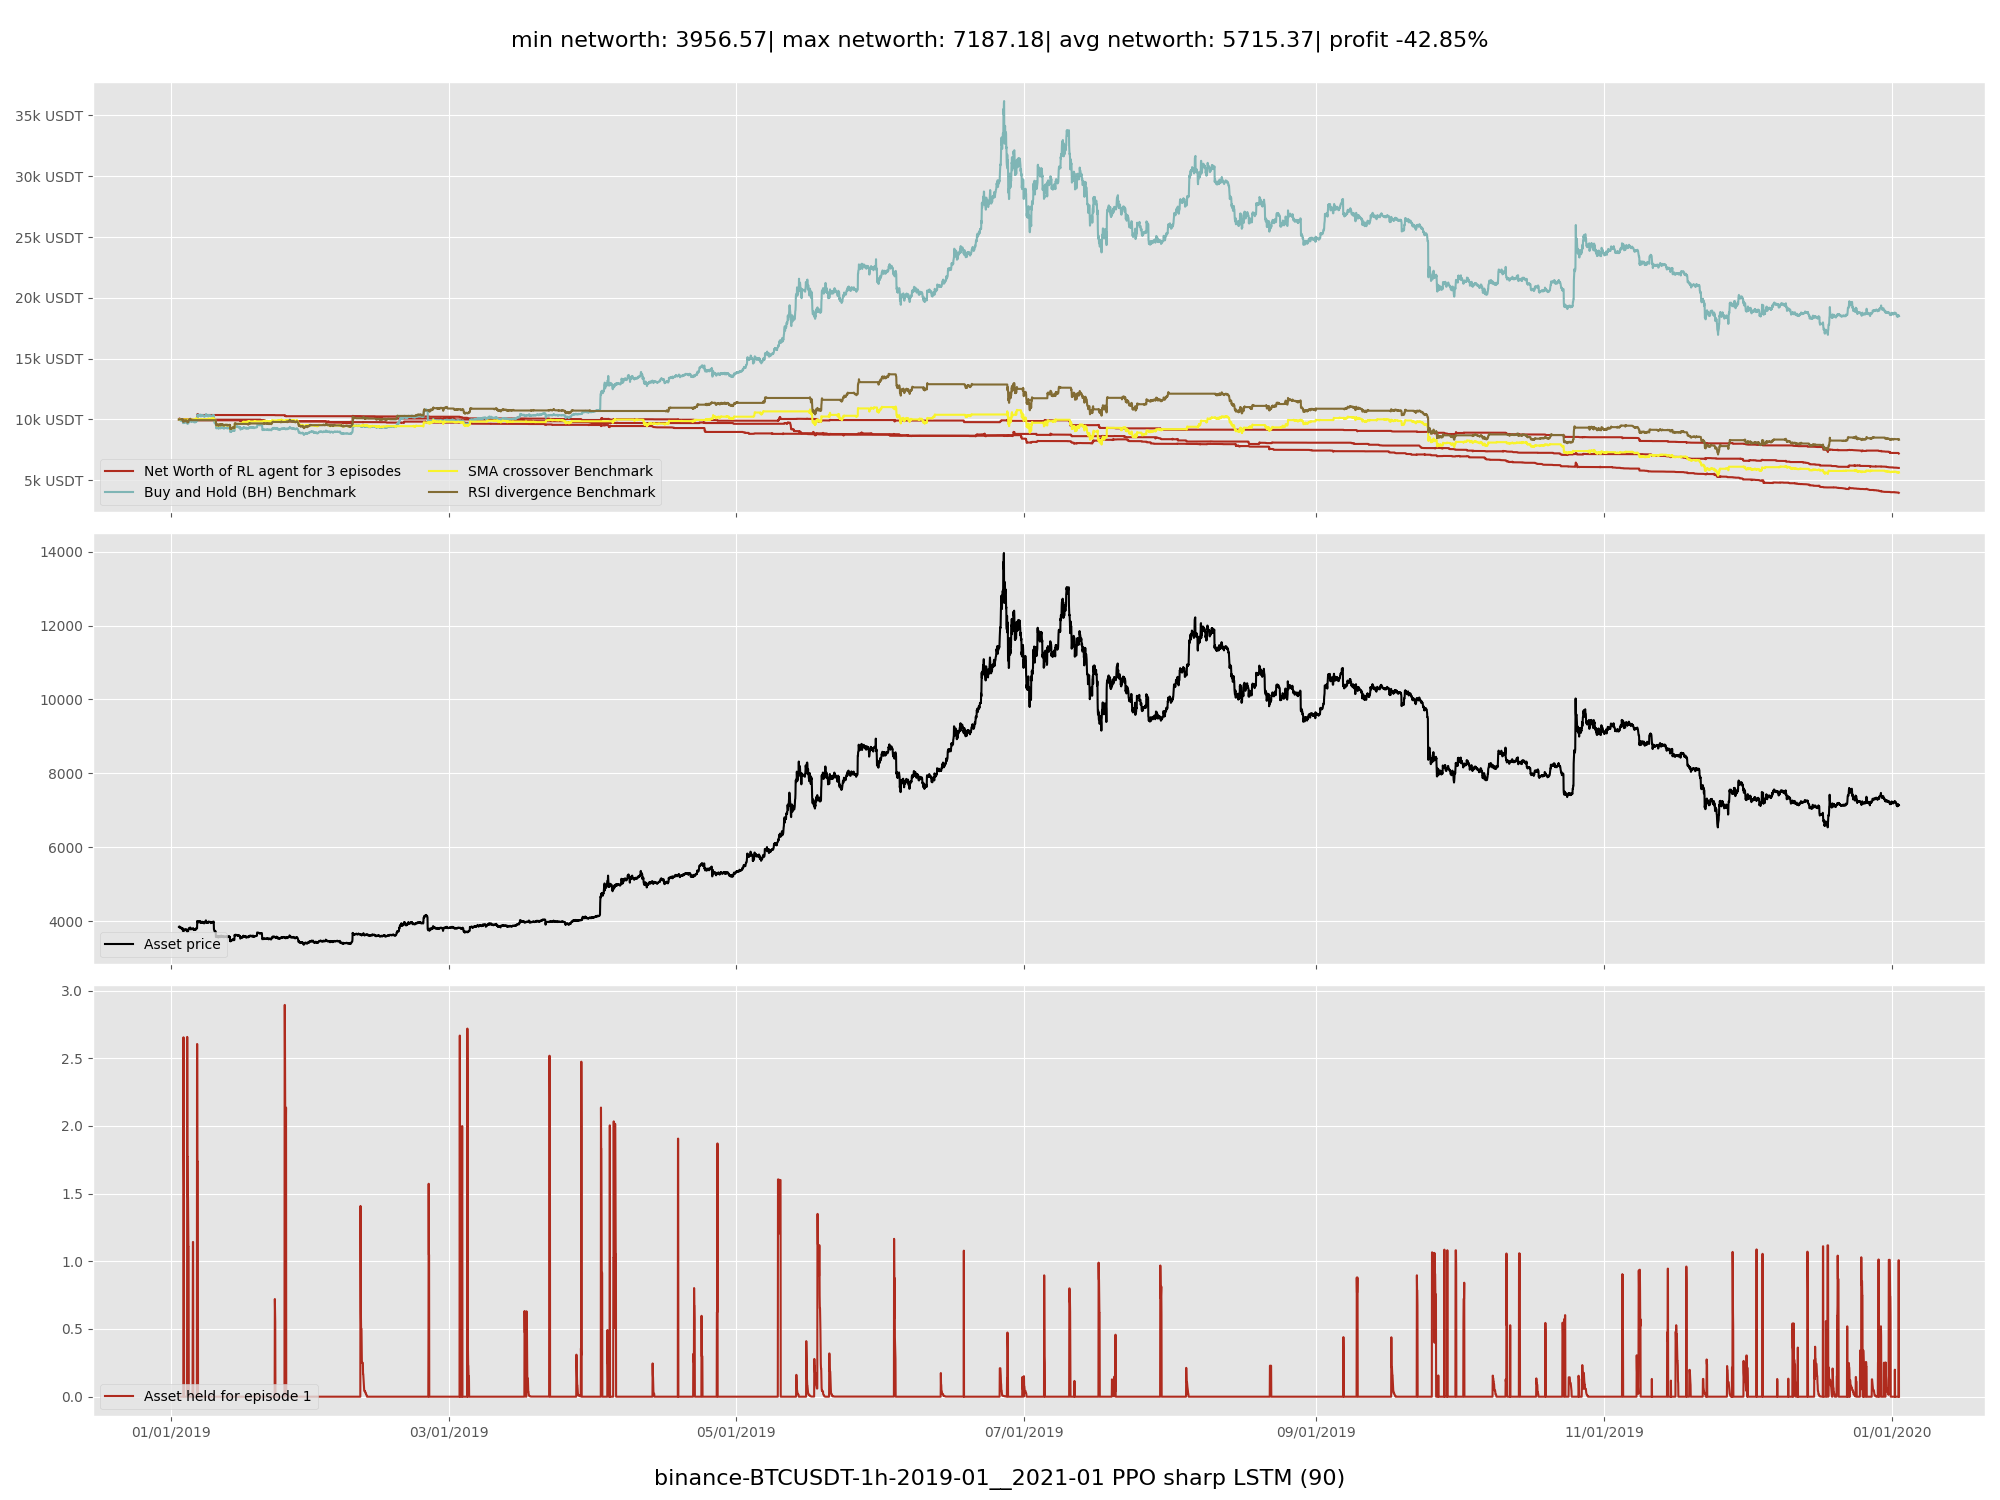 min networth: 3956.57| max networth: 7187.18| avg networth: 5715.37| profit -42.85%
35k USDT
30k USDT
25k USDT
20k USDT
15k USDT
10k USDT
5k USDT
Net Worth of RL agent for 3 episodes
Buy and Hold (BH) Benchmark
SMA crossover Benchmark
RSI divergence Benchmark
14000
12000
10000
8000
6000
4000
Asset price
3.0
2.5
2.0
1.5
1.0
0.5
0.0
Asset held for episode 1
01/01/2019
03/01/2019
05/01/2019
07/01/2019
09/01/2019
11/01/2019
01/01/2020
binance-BTCUSDT-1h-2019-01__2021-01 PPO sharp LSTM (90)